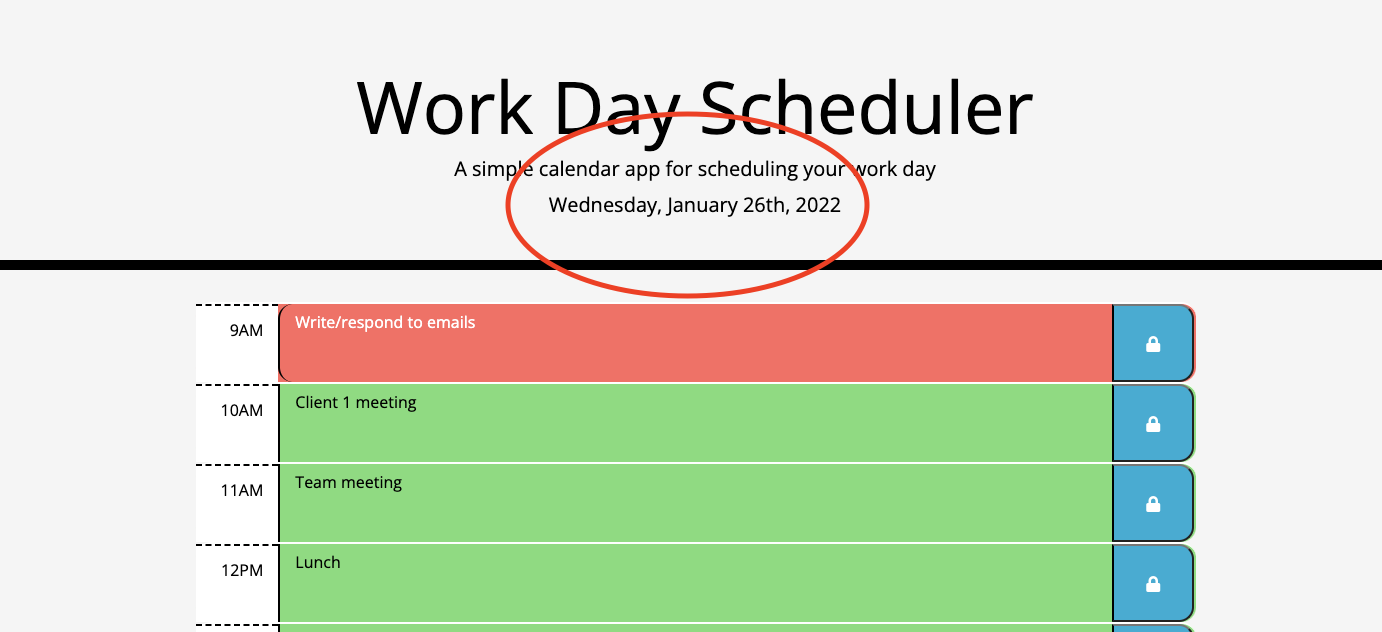 Work Day Scheduler
A simple calendar app for scheduling your work day
Wednesday, January 26th, 2022
9AM
Write/respond to emails
10AM
Client 1 meeting
11AM
Team meeting
12PM
Lunch